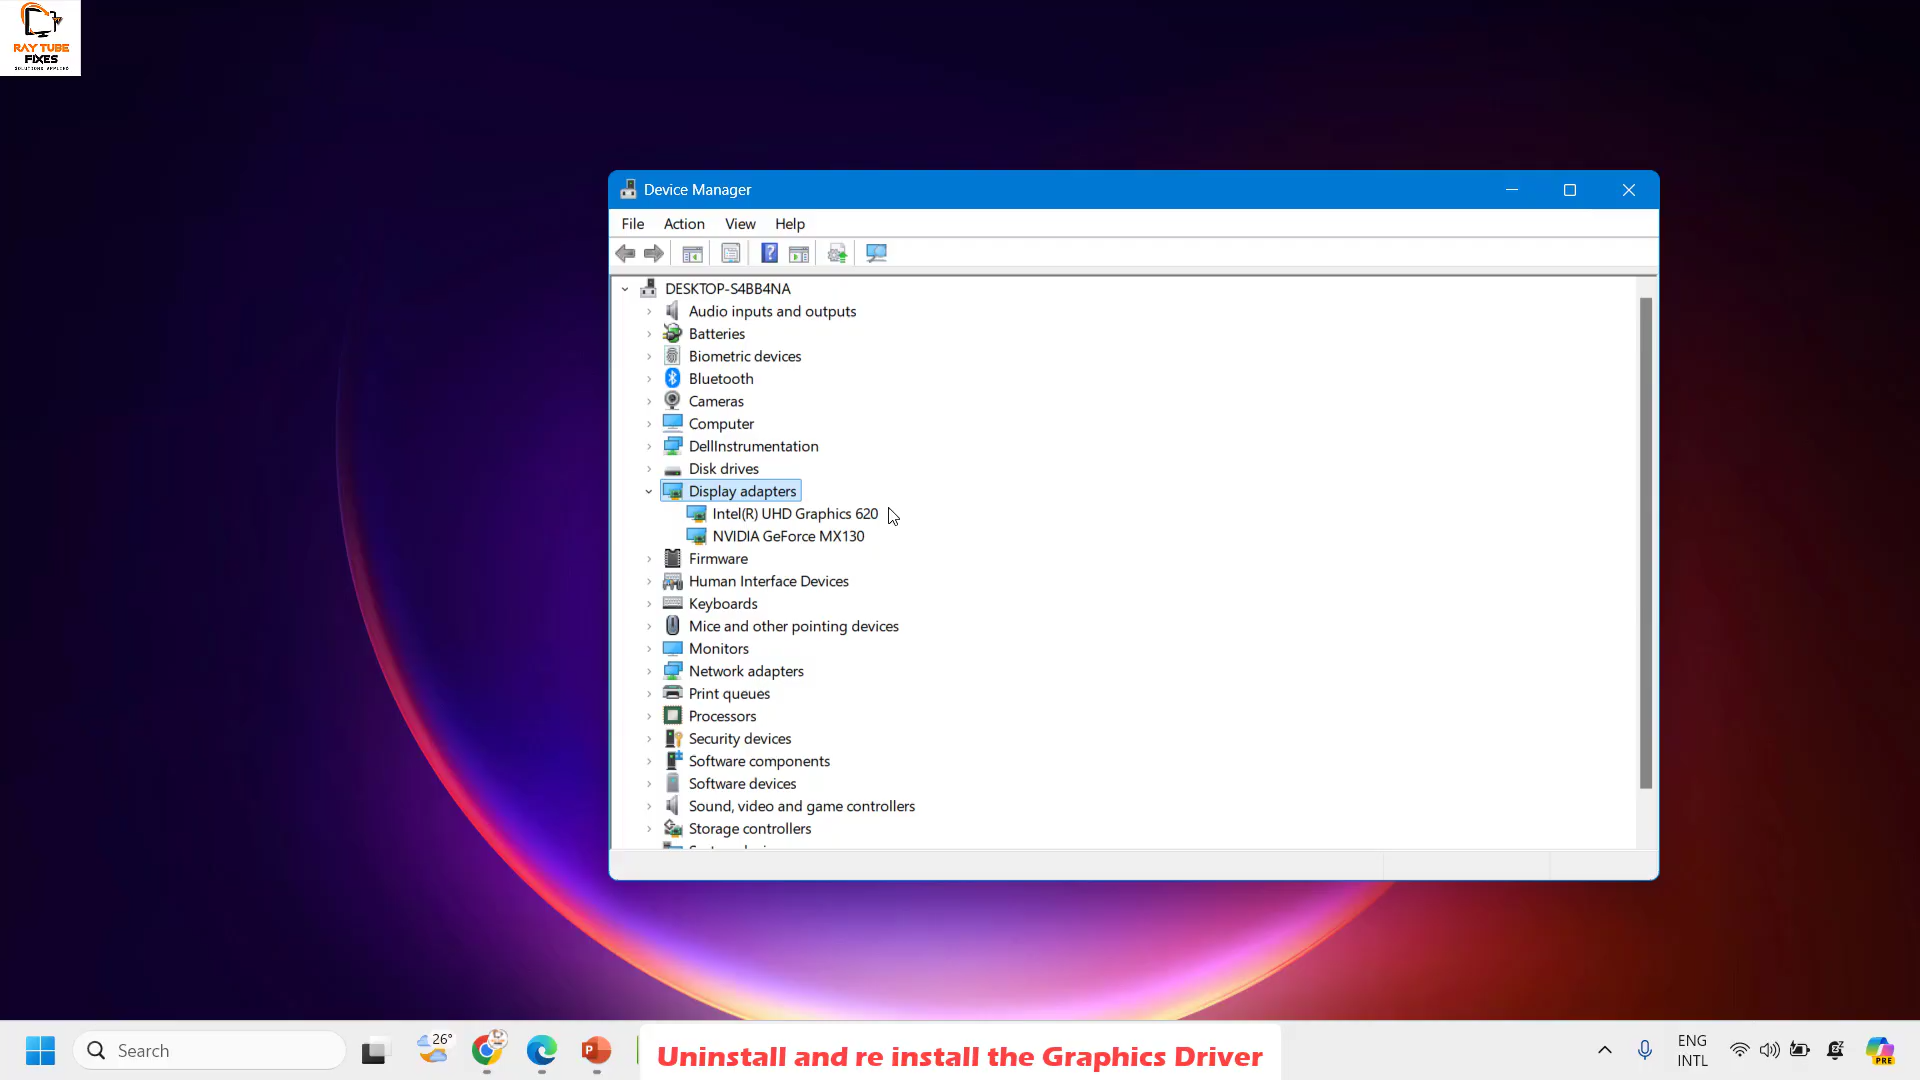 RAY TUBE
FIXES
SOLUTIONS APPLIED
Device Manager
File Action View Help
DESKTOP-S4BB4NA
Audio inputs and outputs
Batteries
Biometric devices
Bluetooth
Cameras
Computer
DellInstrumentation
Disk drives
Display adapters
Intel(R) UHD Graphics 620
NVIDIA GeForce MX130
Firmware
Human Interface Devices
Keyboards
Mice and other pointing devices
Monitors
Network adapters
Print queues
Processors
Security devices
Software components
Software devices
Sound, video and game controllers
Storage controllers
Search
26°
Uninstall and re install the Graphics Driver
ENG
INTL
PRE